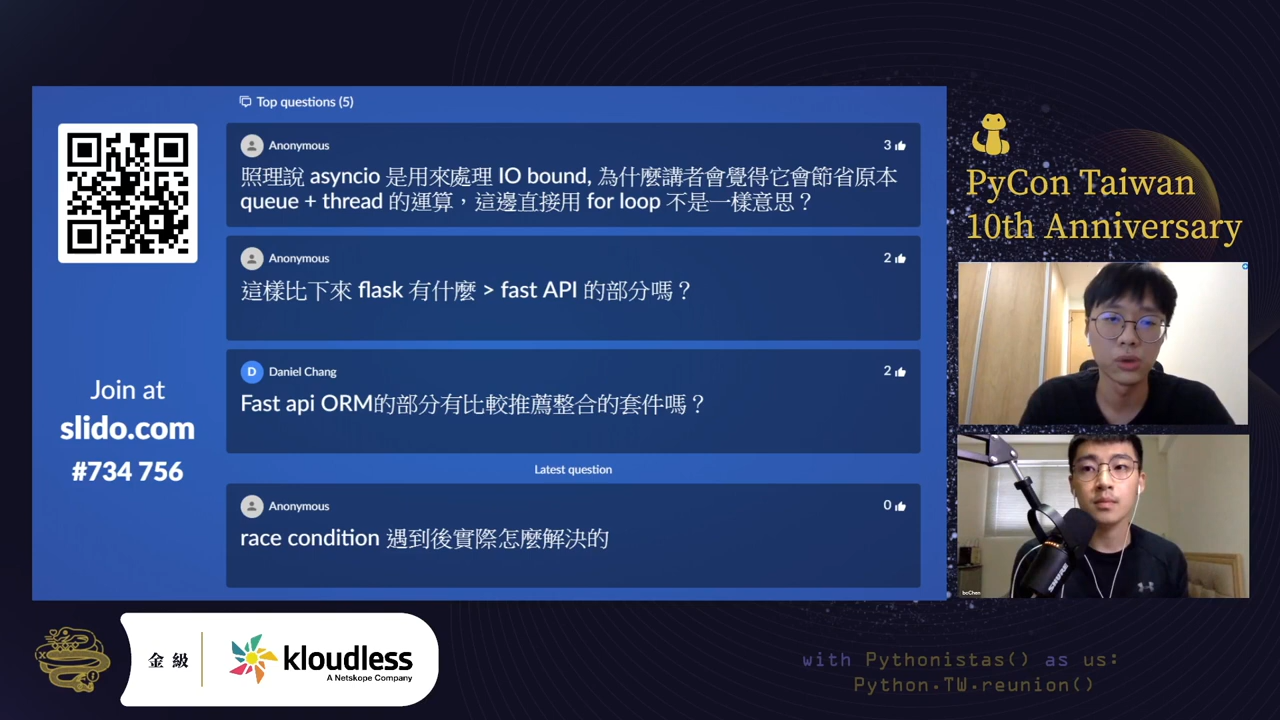 Top questions (5)
Anonymous
3
照理說 asyncio 是用來處理 IO bound, 為什麼講者會覺得它會節省原本
queue + thread 的運算，這邊直接用 for loop 不是一樣意思？
Anonymous
2
這樣比下來 flask 有什麼 > fast API 的部分嗎？
D
Daniel Chang
2
Fast api ORM的部分有比較推薦整合的套件嗎？
Latest question
Anonymous
0
race condition 遇到後實際怎麼解決的
Join at
slido.com
#734 756
PyCon Taiwan
10th Anniversary
SHURE
bcChen
金級
kloudless
A Netskope Company
with Pythonistas() as us:
Python.TW.reunion()